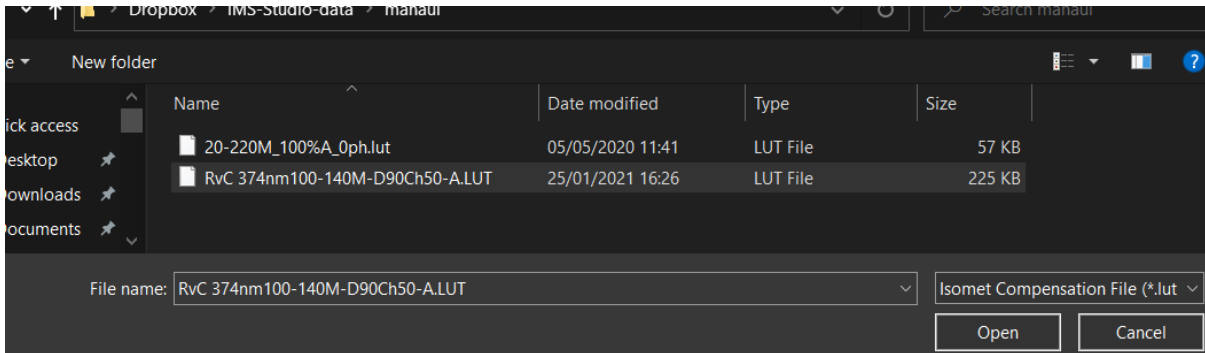 Dropbox > IMS-Studio-data > manaul
Search manaul
New folder
Name Date modified Type Size
ick access
20-220M_100%A_0ph.lut 05/05/2020 11:41 LUT File 57 KB
esktop
RvC 374nm100-140M-D90Ch50-A.LUT 25/01/2021 16:26 LUT File 225 KB
ownloads
ocuments
File name: RvC 374nm100-140M-D90Ch50-A.LUT Isomet Compensation File (*.lut
Open Cancel